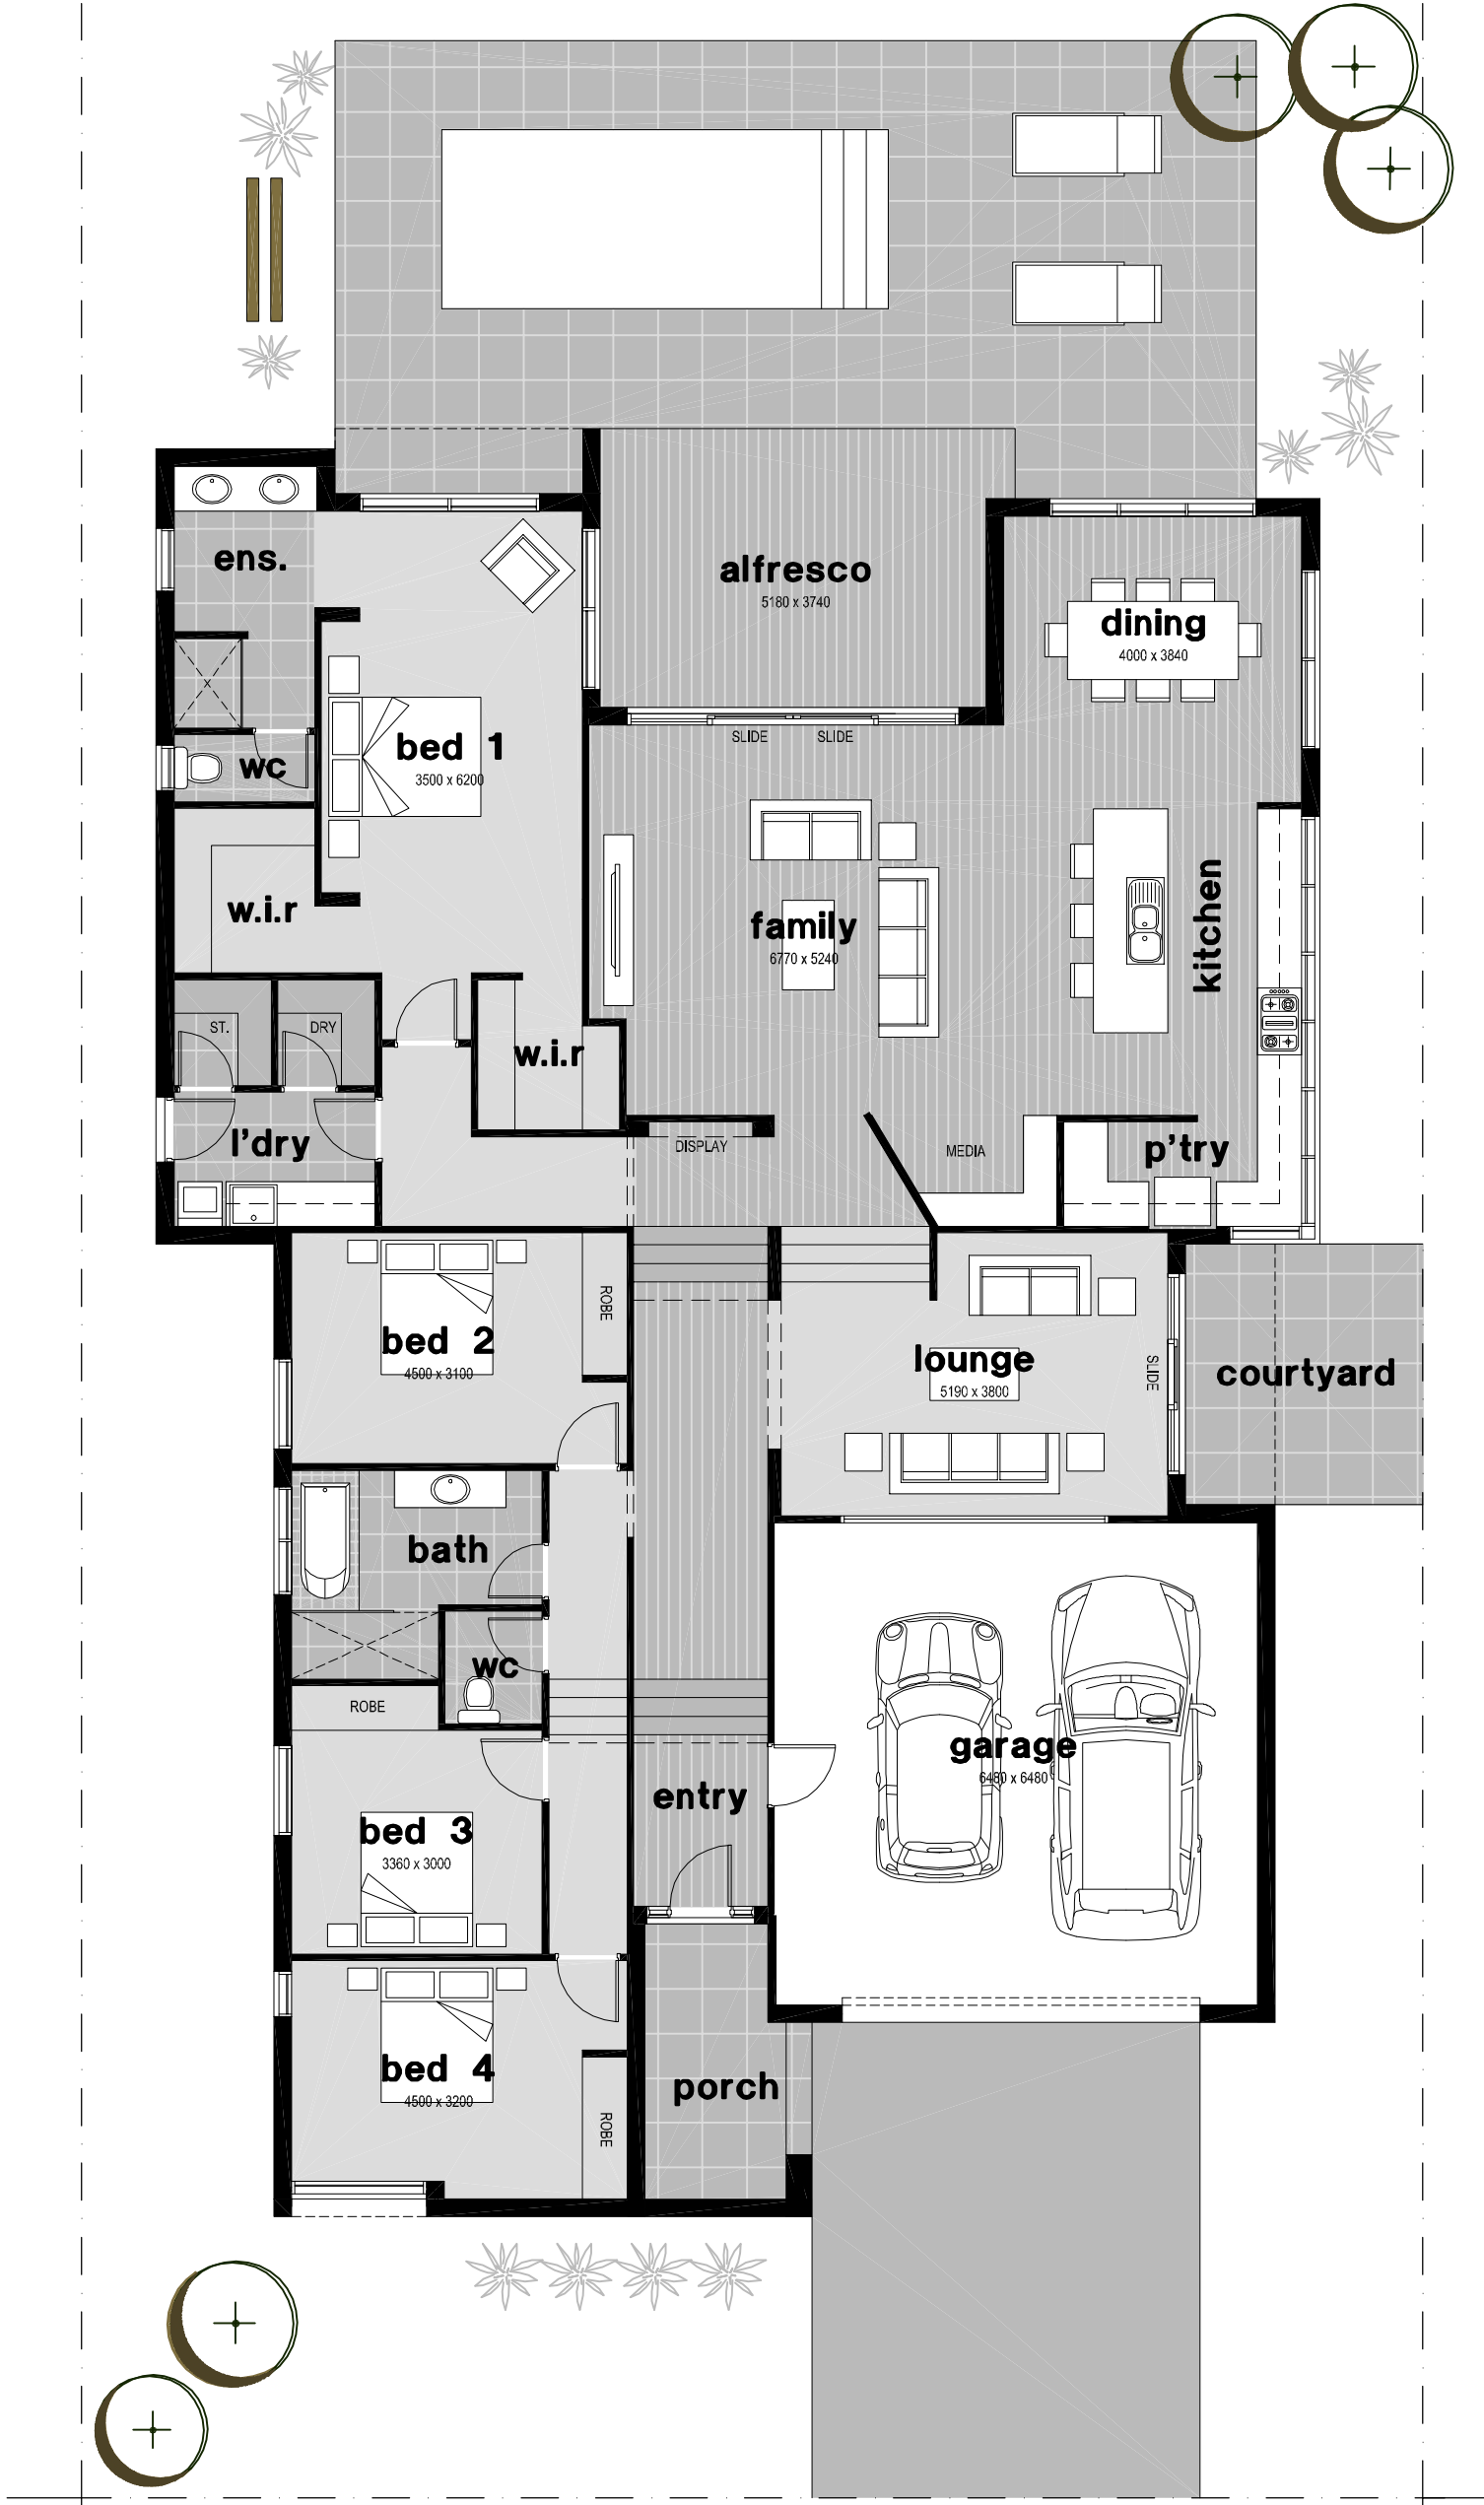 ens.
alfresco
5180 x 3740
dining
4000 x 3840
SLIDE
SLIDE
bed 1
3500 x 6200
wc
w.i.r
family
6770 x 5240
kitchen
ST.
DRY
w.i.r
l'dry
DISPLAY
MEDIA
p'try
ROBE
bed 2
4500 x 3100
lounge
5190 x 3800
SLIDE
courtyard
bath
wc
ROBE
garage
6480 x 6480
entry
bed 3
3360 x 3000
bed 4
4500 x 3200
porch
ROBE